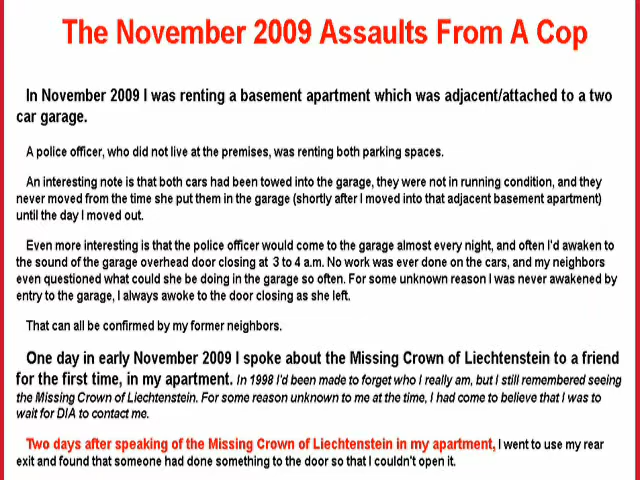 The November 2009 Assaults From A Cop
In November 2009 I was renting a basement apartment which was adjacent/attached to a two
car garage.
A police officer, who did not live at the premises, was renting both parking spaces.
An interesting note is that both cars had been towed into the garage, they were not in running condition, and they
never moved from the time she put them in the garage (shortly after I moved into that adjacent basement apartment)
until the day I moved out.
Even more interesting is that the police officer would come to the garage almost every night, and often I'd awaken to
the sound of the garage overhead door closing at 3 to 4 a.m. No work was ever done on the cars, and my neighbors
even questioned what could she be doing in the garage so often. For some unknown reason I was never awakened by
entry to the garage, I always awoke to the door closing as she left.
That can all be confirmed by my former neighbors.
One day in early November 2009 I spoke about the Missing Crown of Liechtenstein to a friend
for the first time, in my apartment. In 1998 I'd been made to forget who I really am, but I still remembered seeing
the Missing Crown of Liechtenstein. For some reason unknown to me at the time, I had come to believe that I was to
wait for DIA to contact me.
Two days after speaking of the Missing Crown of Liechtenstein in my apartment, I went to use my rear
exit and found that someone had done something to the door so that I couldn't open it.